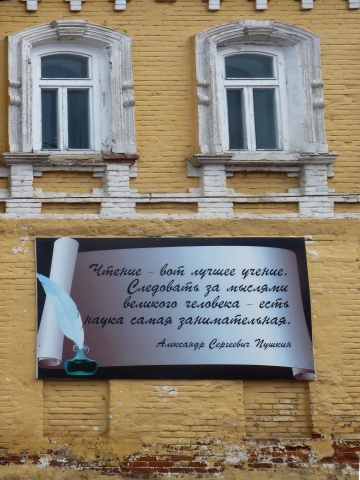 Чтение - вот лучшее учение.
Следовать за мыслями
великого человека - есть
наука самая занимательная.
Александр Сергеевич Пушкин